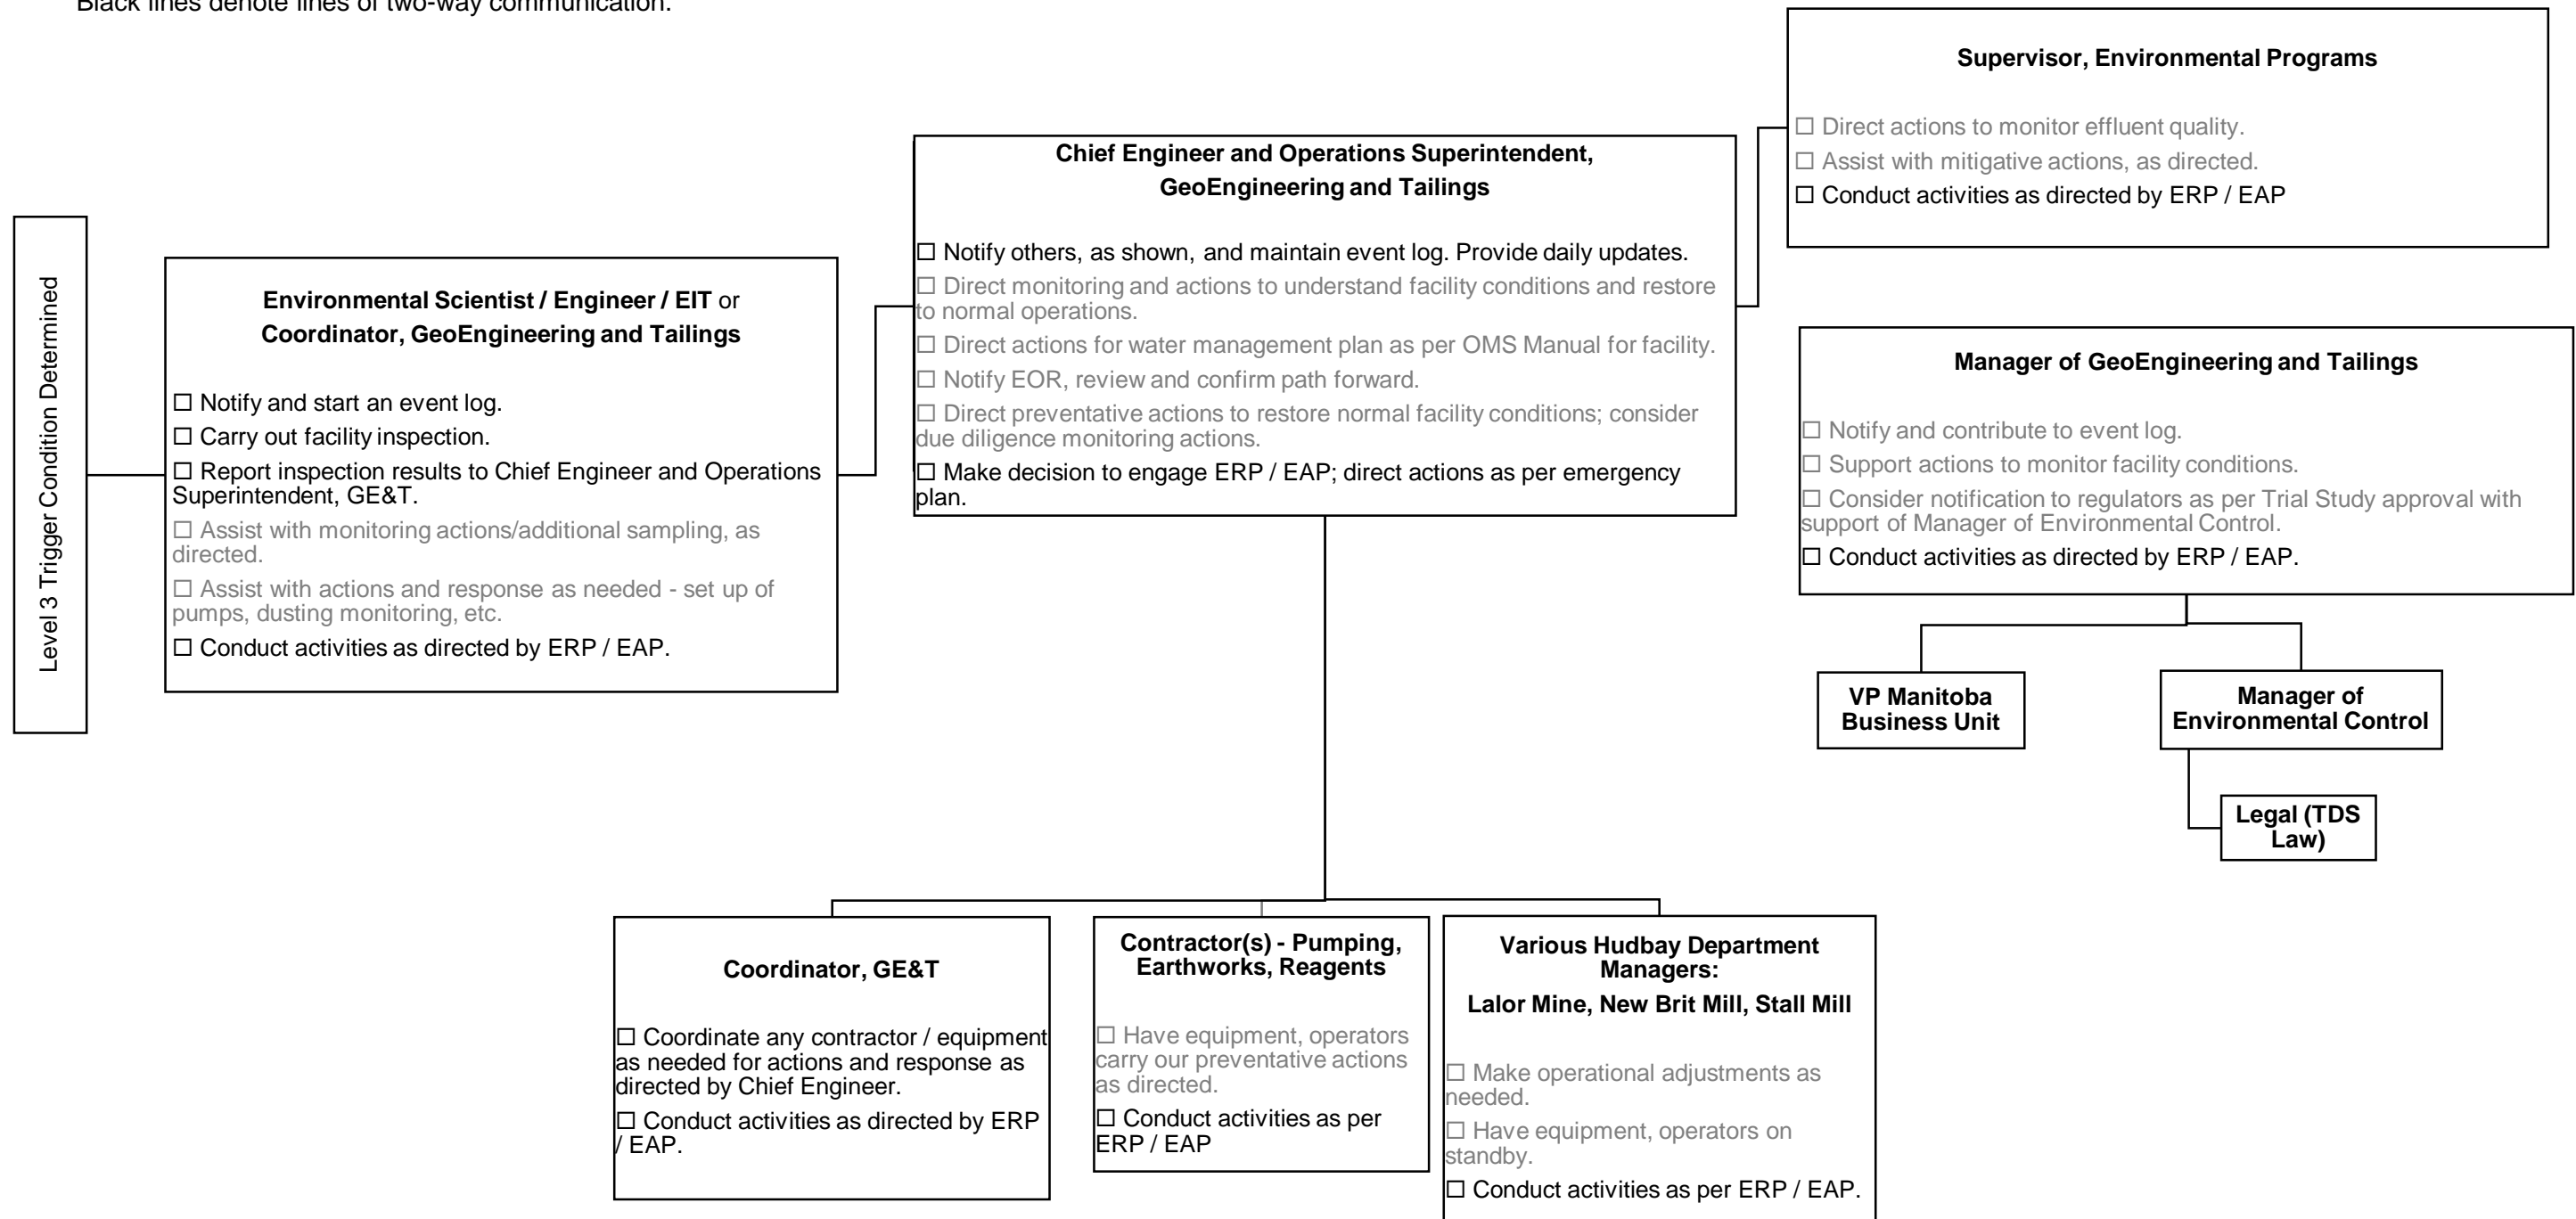 Black lines denote lines of two-way communication.
Level 3 Trigger Condition Determined
Environmental Scientist / Engineer / EIT or
Coordinator, GeoEngineering and Tailings
☐ Notify and start an event log.
☐ Carry out facility inspection.
☐ Report inspection results to Chief Engineer and Operations
Superintendent, GE&T.
☐ Assist with monitoring actions/additional sampling, as
directed.
☐ Assist with actions and response as needed - set up of
pumps, dusting monitoring, etc.
☐ Conduct activities as directed by ERP / EAP.
Chief Engineer and Operations Superintendent,
GeoEngineering and Tailings
☐ Notify others, as shown, and maintain event log. Provide daily updates.
☐ Direct monitoring and actions to understand facility conditions and restore
to normal operations.
☐ Direct actions for water management plan as per OMS Manual for facility.
☐ Notify EOR, review and confirm path forward.
☐ Direct preventative actions to restore normal facility conditions; consider
due diligence monitoring actions.
☐ Make decision to engage ERP / EAP; direct actions as per emergency
plan.
Supervisor, Environmental Programs
☐ Direct actions to monitor effluent quality.
☐ Assist with mitigative actions, as directed.
☐ Conduct activities as directed by ERP / EAP
Manager of GeoEngineering and Tailings
☐ Notify and contribute to event log.
☐ Support actions to monitor facility conditions.
☐ Consider notification to regulators as per Trial Study approval with
support of Manager of Environmental Control.
☐ Conduct activities as directed by ERP / EAP.
VP Manitoba
Business Unit
Manager of
Environmental Control
Legal (TDS
Law)
Coordinator, GE&T
☐ Coordinate any contractor / equipment
as needed for actions and response as
directed by Chief Engineer.
☐ Conduct activities as directed by ERP
/ EAP.
Contractor(s) - Pumping,
Earthworks, Reagents
☐ Have equipment, operators
carry our preventative actions
as directed.
☐ Conduct activities as per
ERP / EAP
Various Hudbay Department
Managers:
Lalor Mine, New Brit Mill, Stall Mill
☐ Make operational adjustments as
needed.
☐ Have equipment, operators on
standby.
☐ Conduct activities as per ERP / EAP.